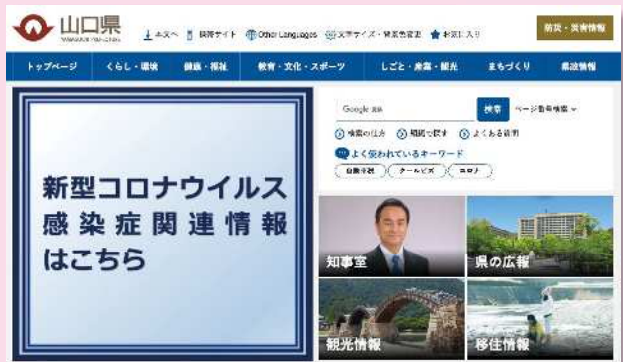 山口県
本文へ 携帯サイト Other Languages 文字サイズ・背景色変更 お気に入り
防災・災害情報
トップページ くらし・環境 健康・福祉 教育・文化・スポーツ しごと・産業・観光 まちづくり 県政情報
Google 検索 ページ番号検索
検索の仕方 組織で探す よくある質問
よく使われているキーワード
自動車税 クールビズ コロナ
新型コロナウイルス
感染症関連情報
はこちら
知事室
県の広報
観光情報
移住情報